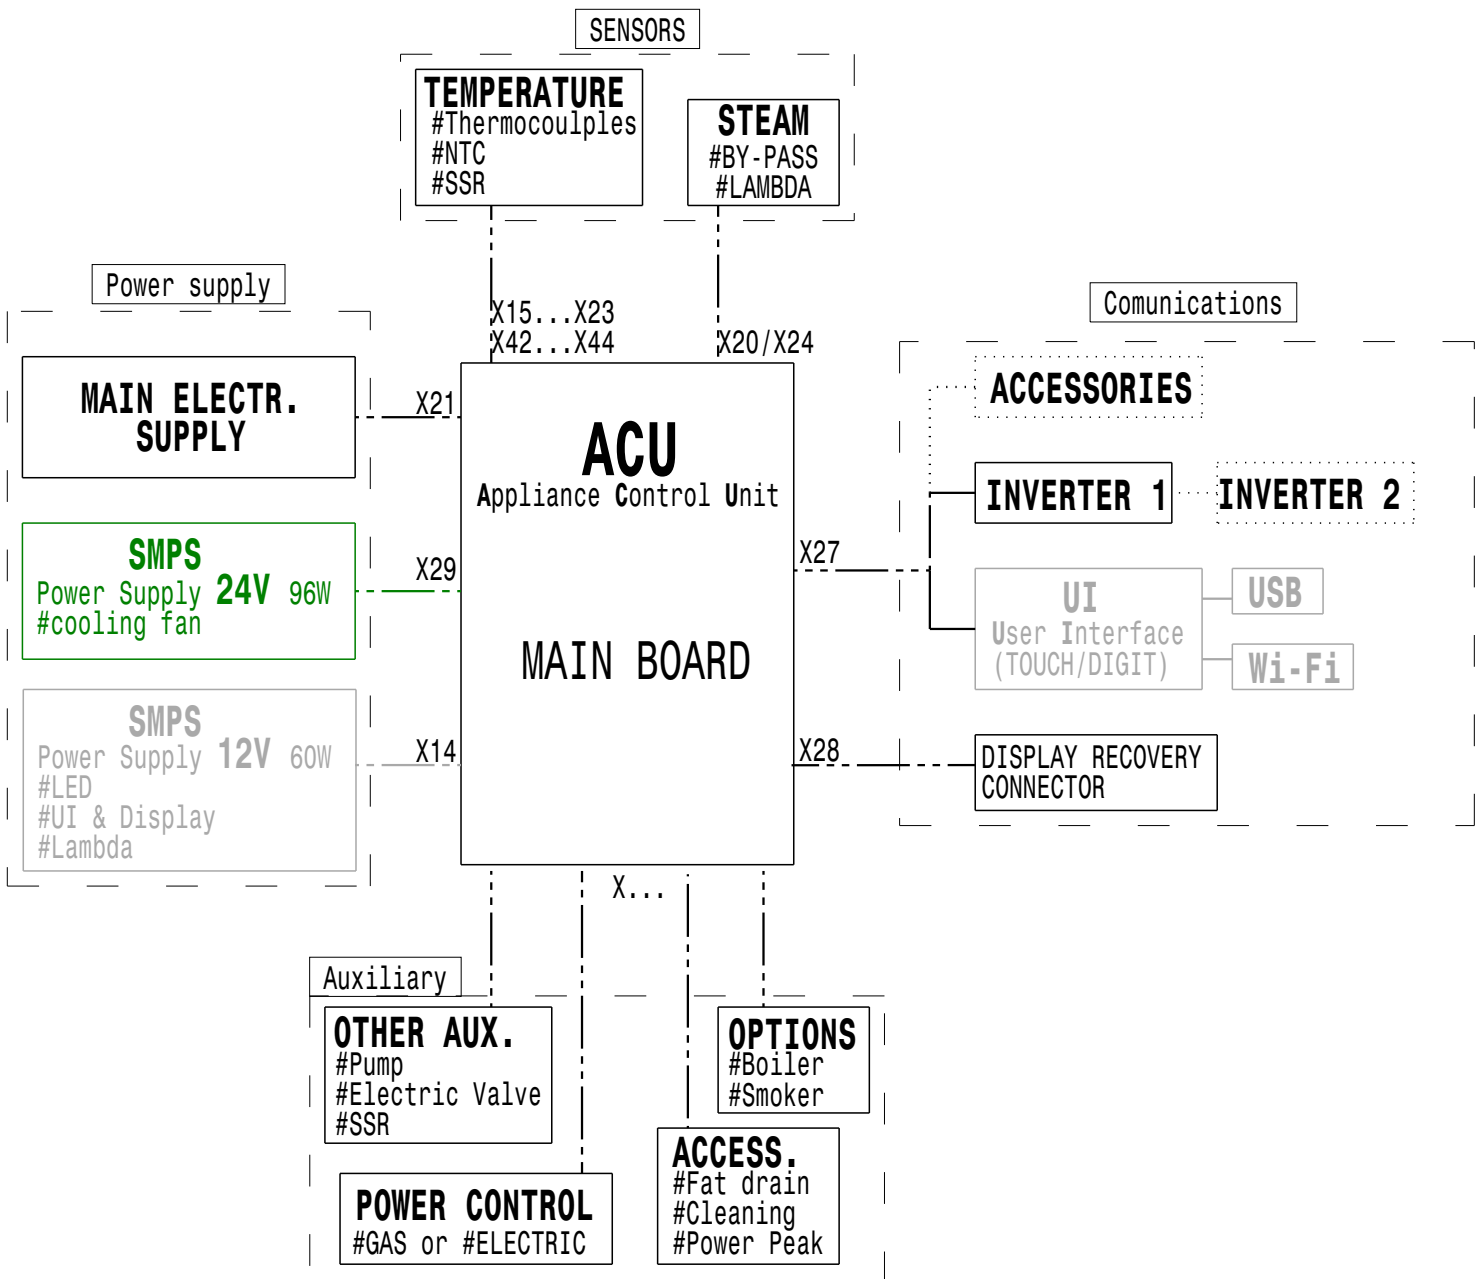 SENSORS
TEMPERATURE
#Thermocoulples
#NTC
#SSR
STEAM
#BY-PASS
#LAMBDA
X15...X23
X42...X44
X20/X24
Power supply
MAIN ELECTR.
SUPPLY
X21
SMPS
Power Supply 24V 96W
#cooling fan
X29
SMPS
Power Supply 12V 60W
#LED
#UI & Display
#Lambda
X14
ACU
Appliance Control Unit
MAIN BOARD
X27
X28
X...
Comunications
ACCESSORIES
INVERTER 1
INVERTER 2
UI
User Interface
(TOUCH/DIGIT)
USB
Wi-Fi
DISPLAY RECOVERY
CONNECTOR
Auxiliary
OTHER AUX.
#Pump
#Electric Valve
#SSR
POWER CONTROL
#GAS or #ELECTRIC
OPTIONS
#Boiler
#Smoker
ACCESS.
#Fat drain
#Cleaning
#Power Peak